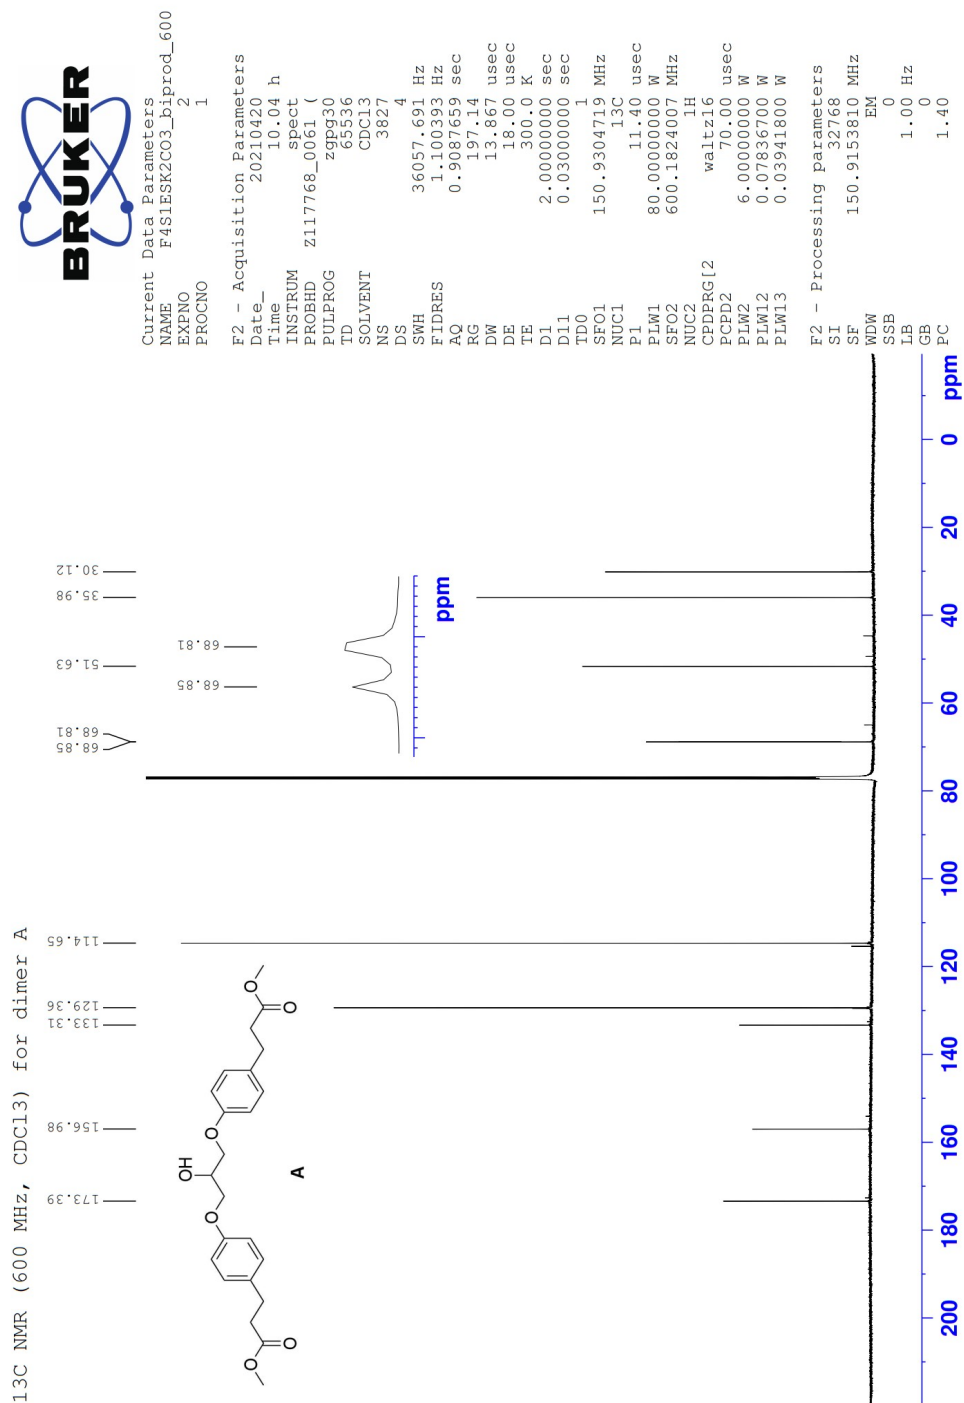 13C NMR (600 MHz, CDCl3) for dimer A
BRUKER
Current Data Parameters
NAME F4S1ESK2CO3_biprod_600
EXPNO 2
PROCNO 1
F2 - Acquisition Parameters
Date_ 20210420
Time 10.04 h
INSTRUM spect
PROBHD Z117768_0061 (
PULPROG zgpg30
TD 65536
SOLVENT CDCl3
NS 3827
DS 4
SWH 36057.691 Hz
FIDRES 1.100393 Hz
AQ 0.9087659 sec
RG 197.14
DW 13.867 usec
DE 18.00 usec
TE 300.0 K
D1 2.00000000 sec
D11 0.03000000 sec
TD0 1
SFO1 150.9304719 MHz
NUC1 13C
P1 11.40 usec
PLW1 80.00000000 W
SFO2 600.1824007 MHz
NUC2 1H
CPDPRG[2 waltz16
PCPD2 70.00 usec
PLW2 6.00000000 W
PLW12 0.07836700 W
PLW13 0.03941800 W
F2 - Processing parameters
SI 32768
SF 150.9153810 MHz
WDW EM
SSB 0
LB 1.00 Hz
GB 0
PC 1.40
173.39
156.98
133.31
129.36
114.65
68.85
68.81
51.63
35.98
30.12
68.85
68.81
ppm
O
O
O
OH
O
O
O
A
200 180 160 140 120 100 80 60 40 20 0 ppm